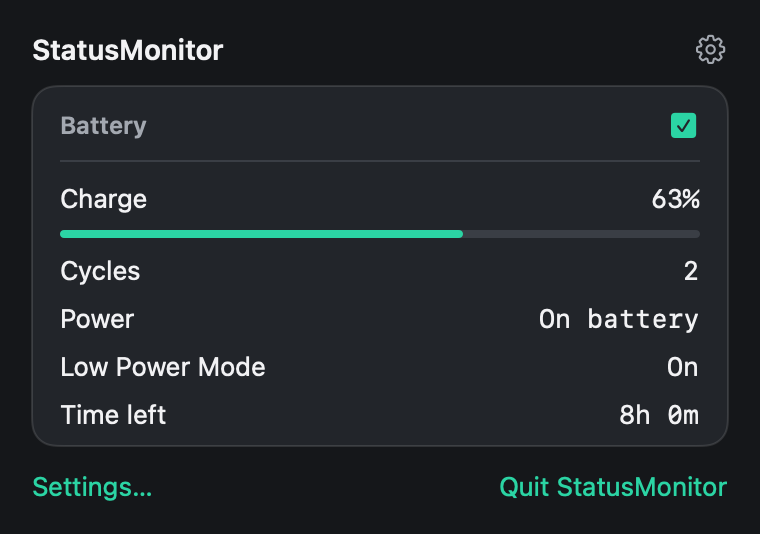 StatusMonitor
Battery
Charge 63%
Cycles 2
Power On battery
Low Power Mode On
Time left 8h 0m
Settings... Quit StatusMonitor